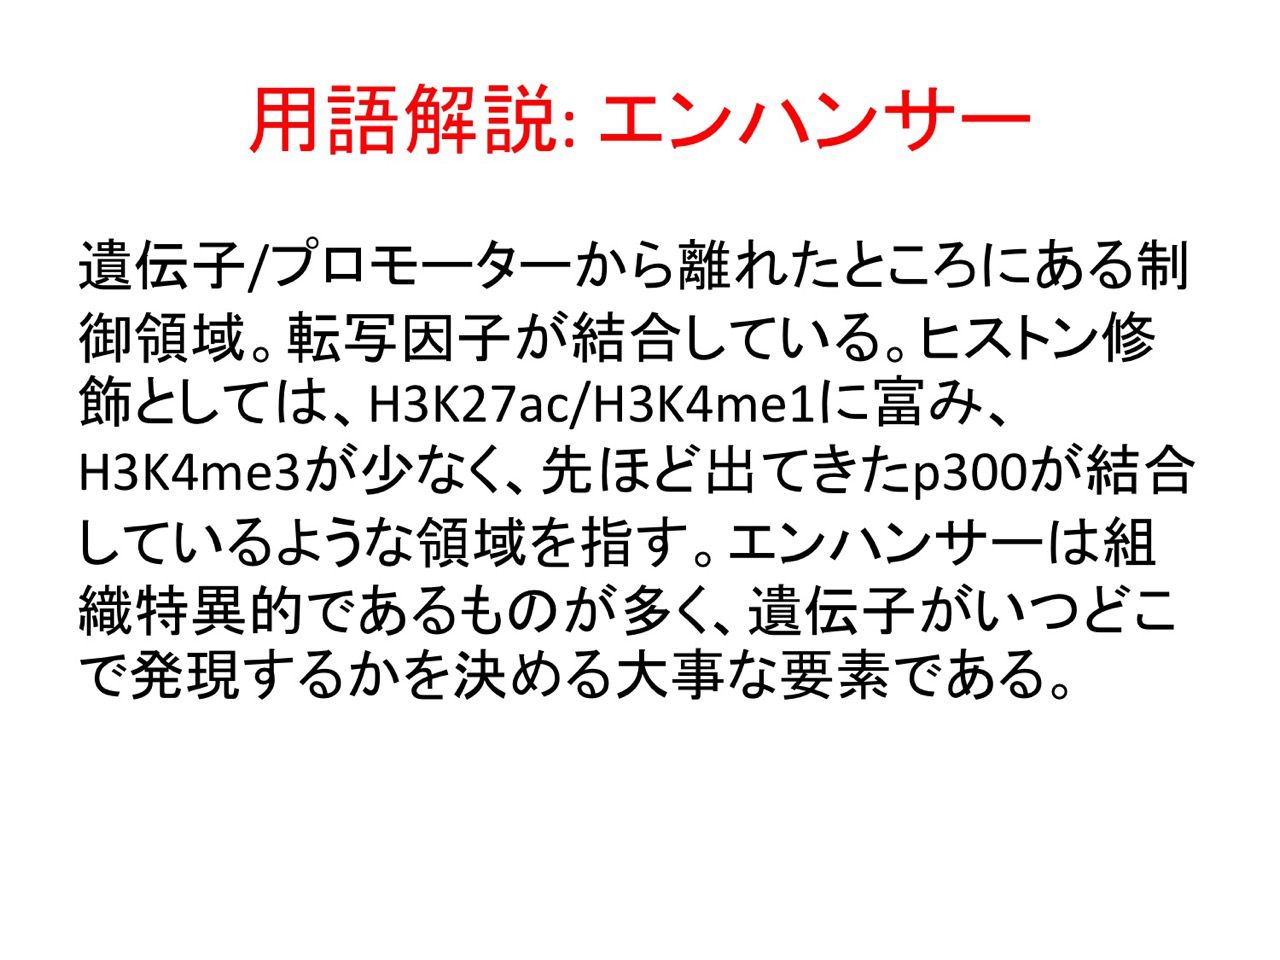 用語解説: エンハンサー
遺伝子/プロモーターから離れたところにある制
御領域。転写因子が結合している。ヒストン修
飾としては、H3K27ac/H3K4me1に富み、
H3K4me3が少なく、先ほど出てきたp300が結合
しているような領域を指す。エンハンサーは組
織特異的であるものが多く、遺伝子がいつどこ
で発現するかを決める大事な要素である。